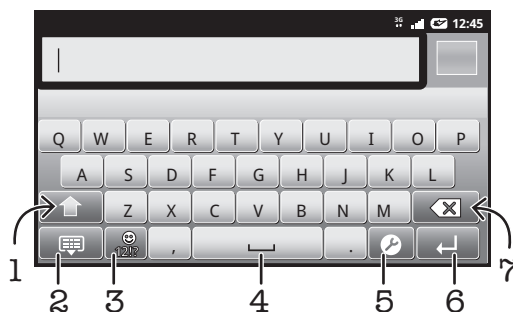 3G 12:45
Q W E R T Y U I O P
A S D F G H J K L
Z X C V B N M
12!? , .
1 2 3 4 5 6 7